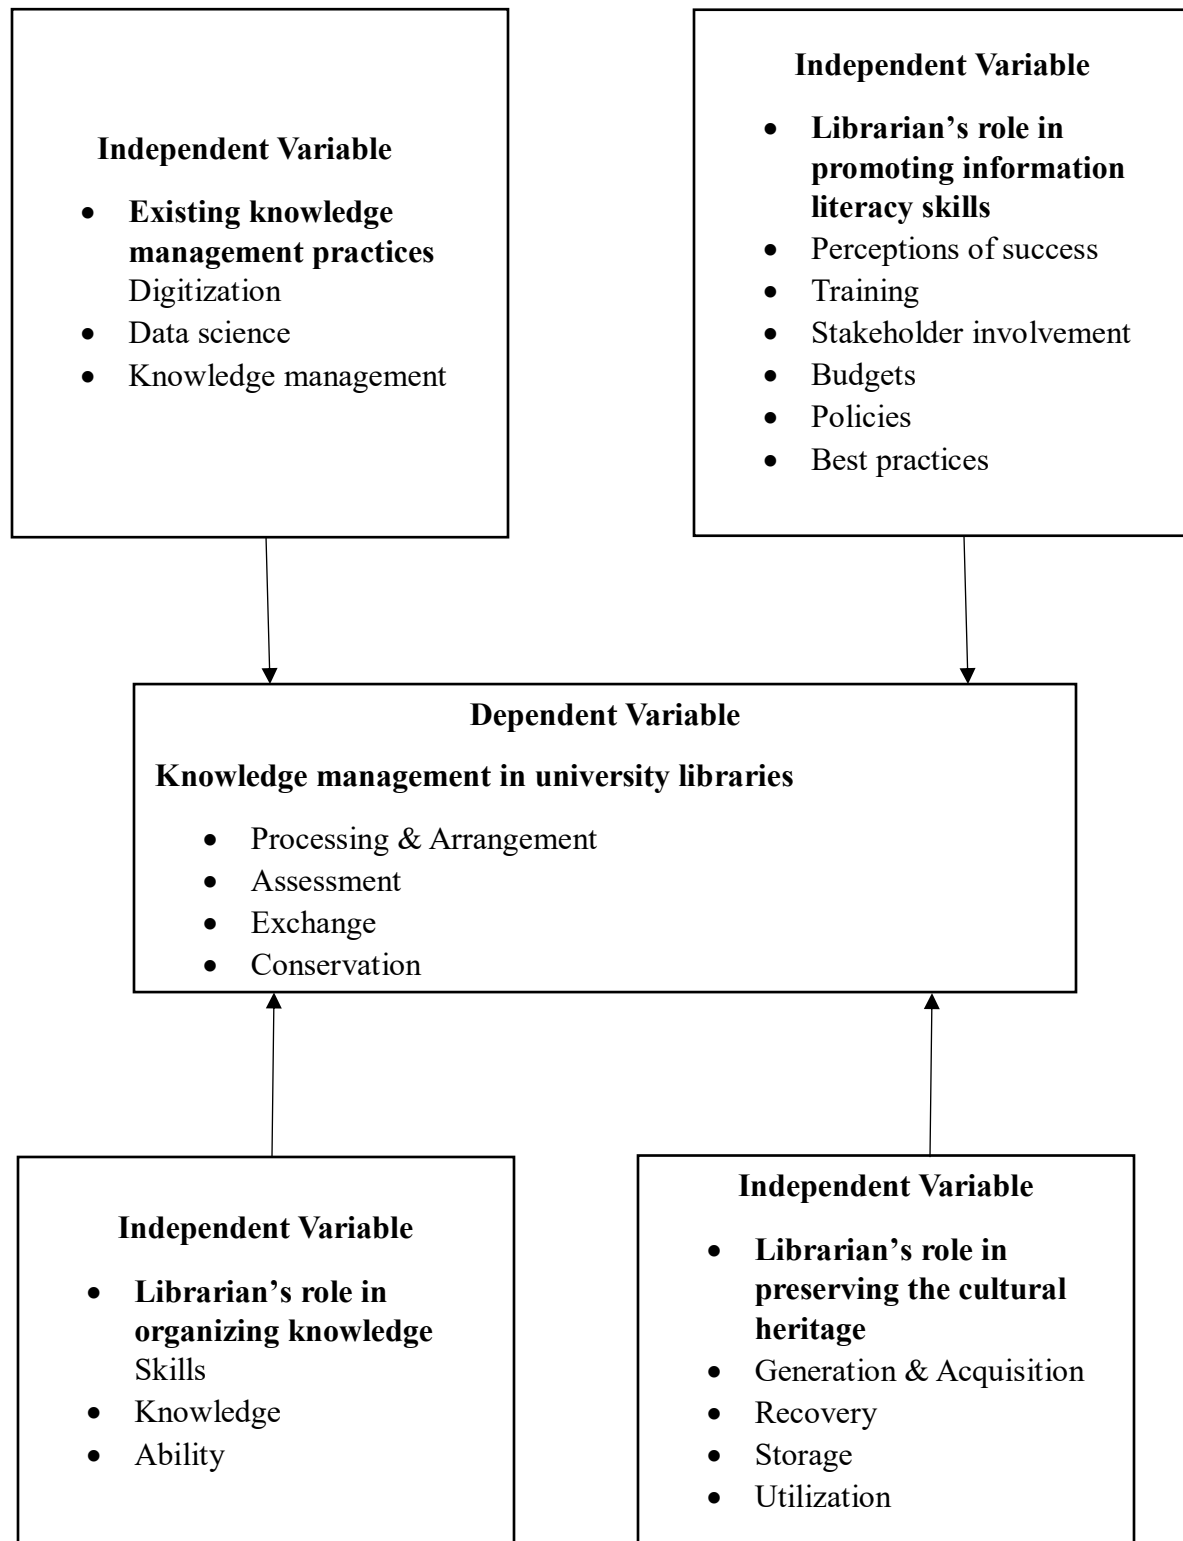 Independent Variable
• Existing knowledge
management practices
Digitization
• Data science
• Knowledge management
Independent Variable
• Librarian’s role in
promoting information
literacy skills
• Perceptions of success
• Training
• Stakeholder involvement
• Budgets
• Policies
• Best practices
Dependent Variable
Knowledge management in university libraries
• Processing & Arrangement
• Assessment
• Exchange
• Conservation
Independent Variable
• Librarian’s role in
organizing knowledge
Skills
• Knowledge
• Ability
Independent Variable
• Librarian’s role in
preserving the cultural
heritage
• Generation & Acquisition
• Recovery
• Storage
• Utilization